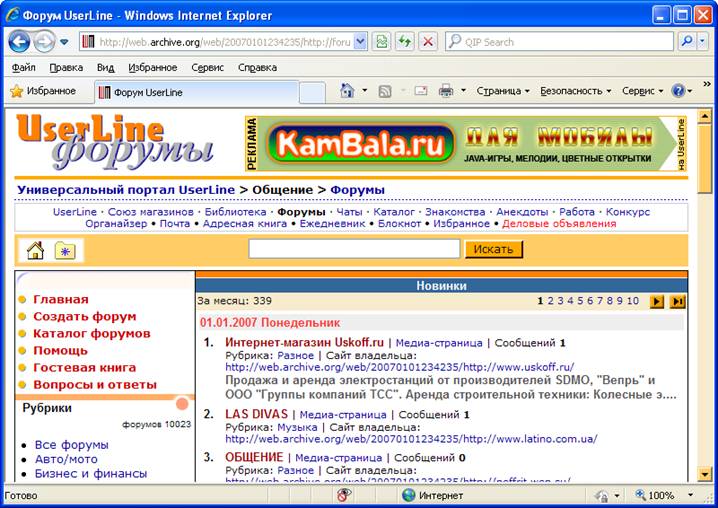 Форум UserLine - Windows Internet Explorer
http://web.archive.org/web/20070101234235/http://foru
QIP Search
Файл Правка Вид Избранное Сервис Справка
Избранное Форум UserLine Страница Безопасность Сервис
UserLine
форумы
РЕКЛАМА
KamBala.ru
ДЛЯ МОБИЛЫ
JAVA-ИГРЫ, МЕЛОДИИ, ЦВЕТНЫЕ ОТКРЫТКИ
на UserLine
Универсальный портал UserLine > Общение > Форумы
UserLine · Союз магазинов · Библиотека · Форумы · Чаты · Каталог · Знакомства · Анекдоты · Работа · Конкурс
Органайзер • Почта • Адресная книга • Ежедневник • Блокнот • Избранное • Деловые объявления
Искать
Главная
Создать форум
Каталог форумов
Помощь
Гостевая книга
Вопросы и ответы
Рубрики
форумов 10023
Все форумы
Авто/мото
Бизнес и финансы
Новинки
За месяц: 339 1 2 3 4 5 6 7 8 9 10
01.01.2007 Понедельник
1. Интернет-магазин Uskoff.ru | Медиа-страница | Сообщений 1
Рубрика: Разное | Сайт владельца:
http://web.archive.org/web/20070101234235/http://www.uskoff.ru/
Продажа и аренда электростанций от производителей SDMO, "Вепрь" и
ООО "Группы компаний ТСС". Аренда строительной техники: Колесные э....
2. LAS DIVAS | Медиа-страница | Сообщений 1
Рубрика: Музыка | Сайт владельца:
http://web.archive.org/web/20070101234235/http://www.latino.com.ua/
3. ОБЩЕНИЕ | Медиа-страница | Сообщений 0
Рубрика: Разное | Сайт владельца:
Готово Интернет 100%